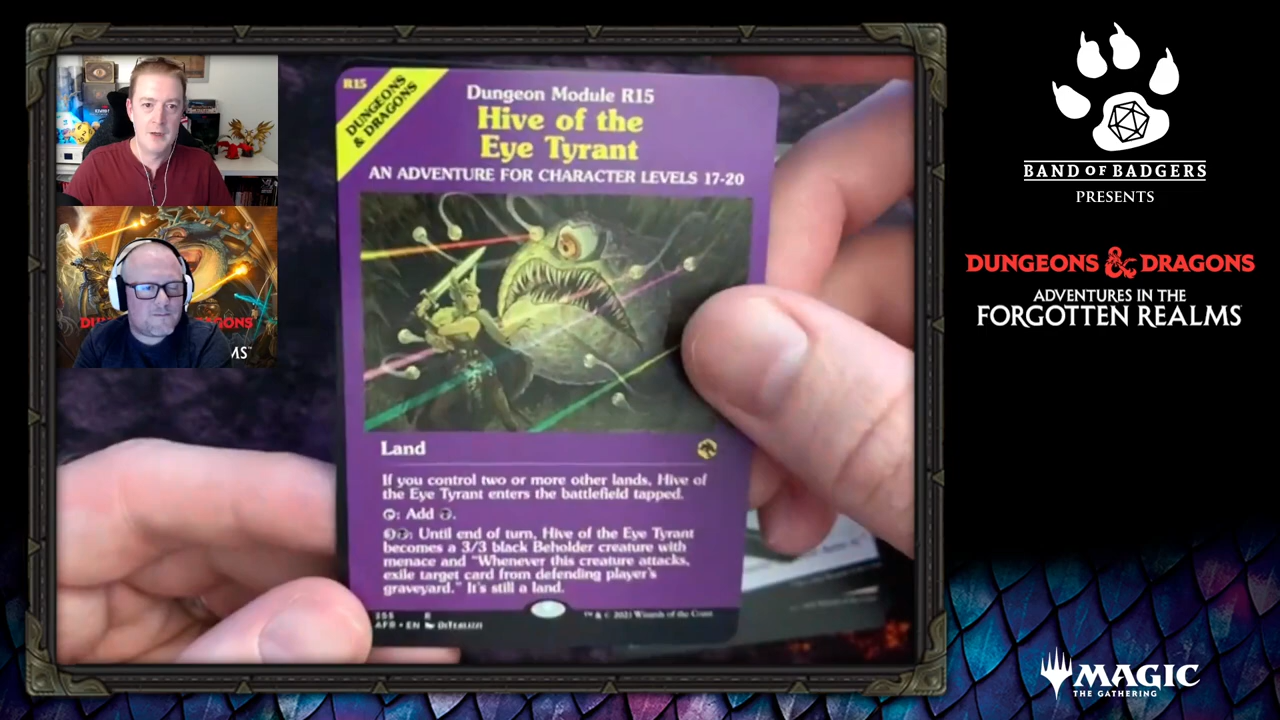 R15
DUNGEONS
& DRAGONS
Dungeon Module R15
Hive of the
Eye Tyrant
AN ADVENTURE FOR CHARACTER LEVELS 17-20
Land
If you control two or more other lands, Hive of
the Eye Tyrant enters the battlefield tapped.
: Add .
: Until end of turn, Hive of the Eye Tyrant
becomes a 3/3 black Beholder creature with
menace and "Whenever this creature attacks,
exile target card from defending player's
graveyard." It's still a land.
355 R
AFR • EN DiTerlizzi
™ & © 2021 Wizards of the Coast
BAND OF BADGERS
PRESENTS
DUNGEONS & DRAGONS
ADVENTURES IN THE
FORGOTTEN REALMS
MAGIC
THE GATHERING